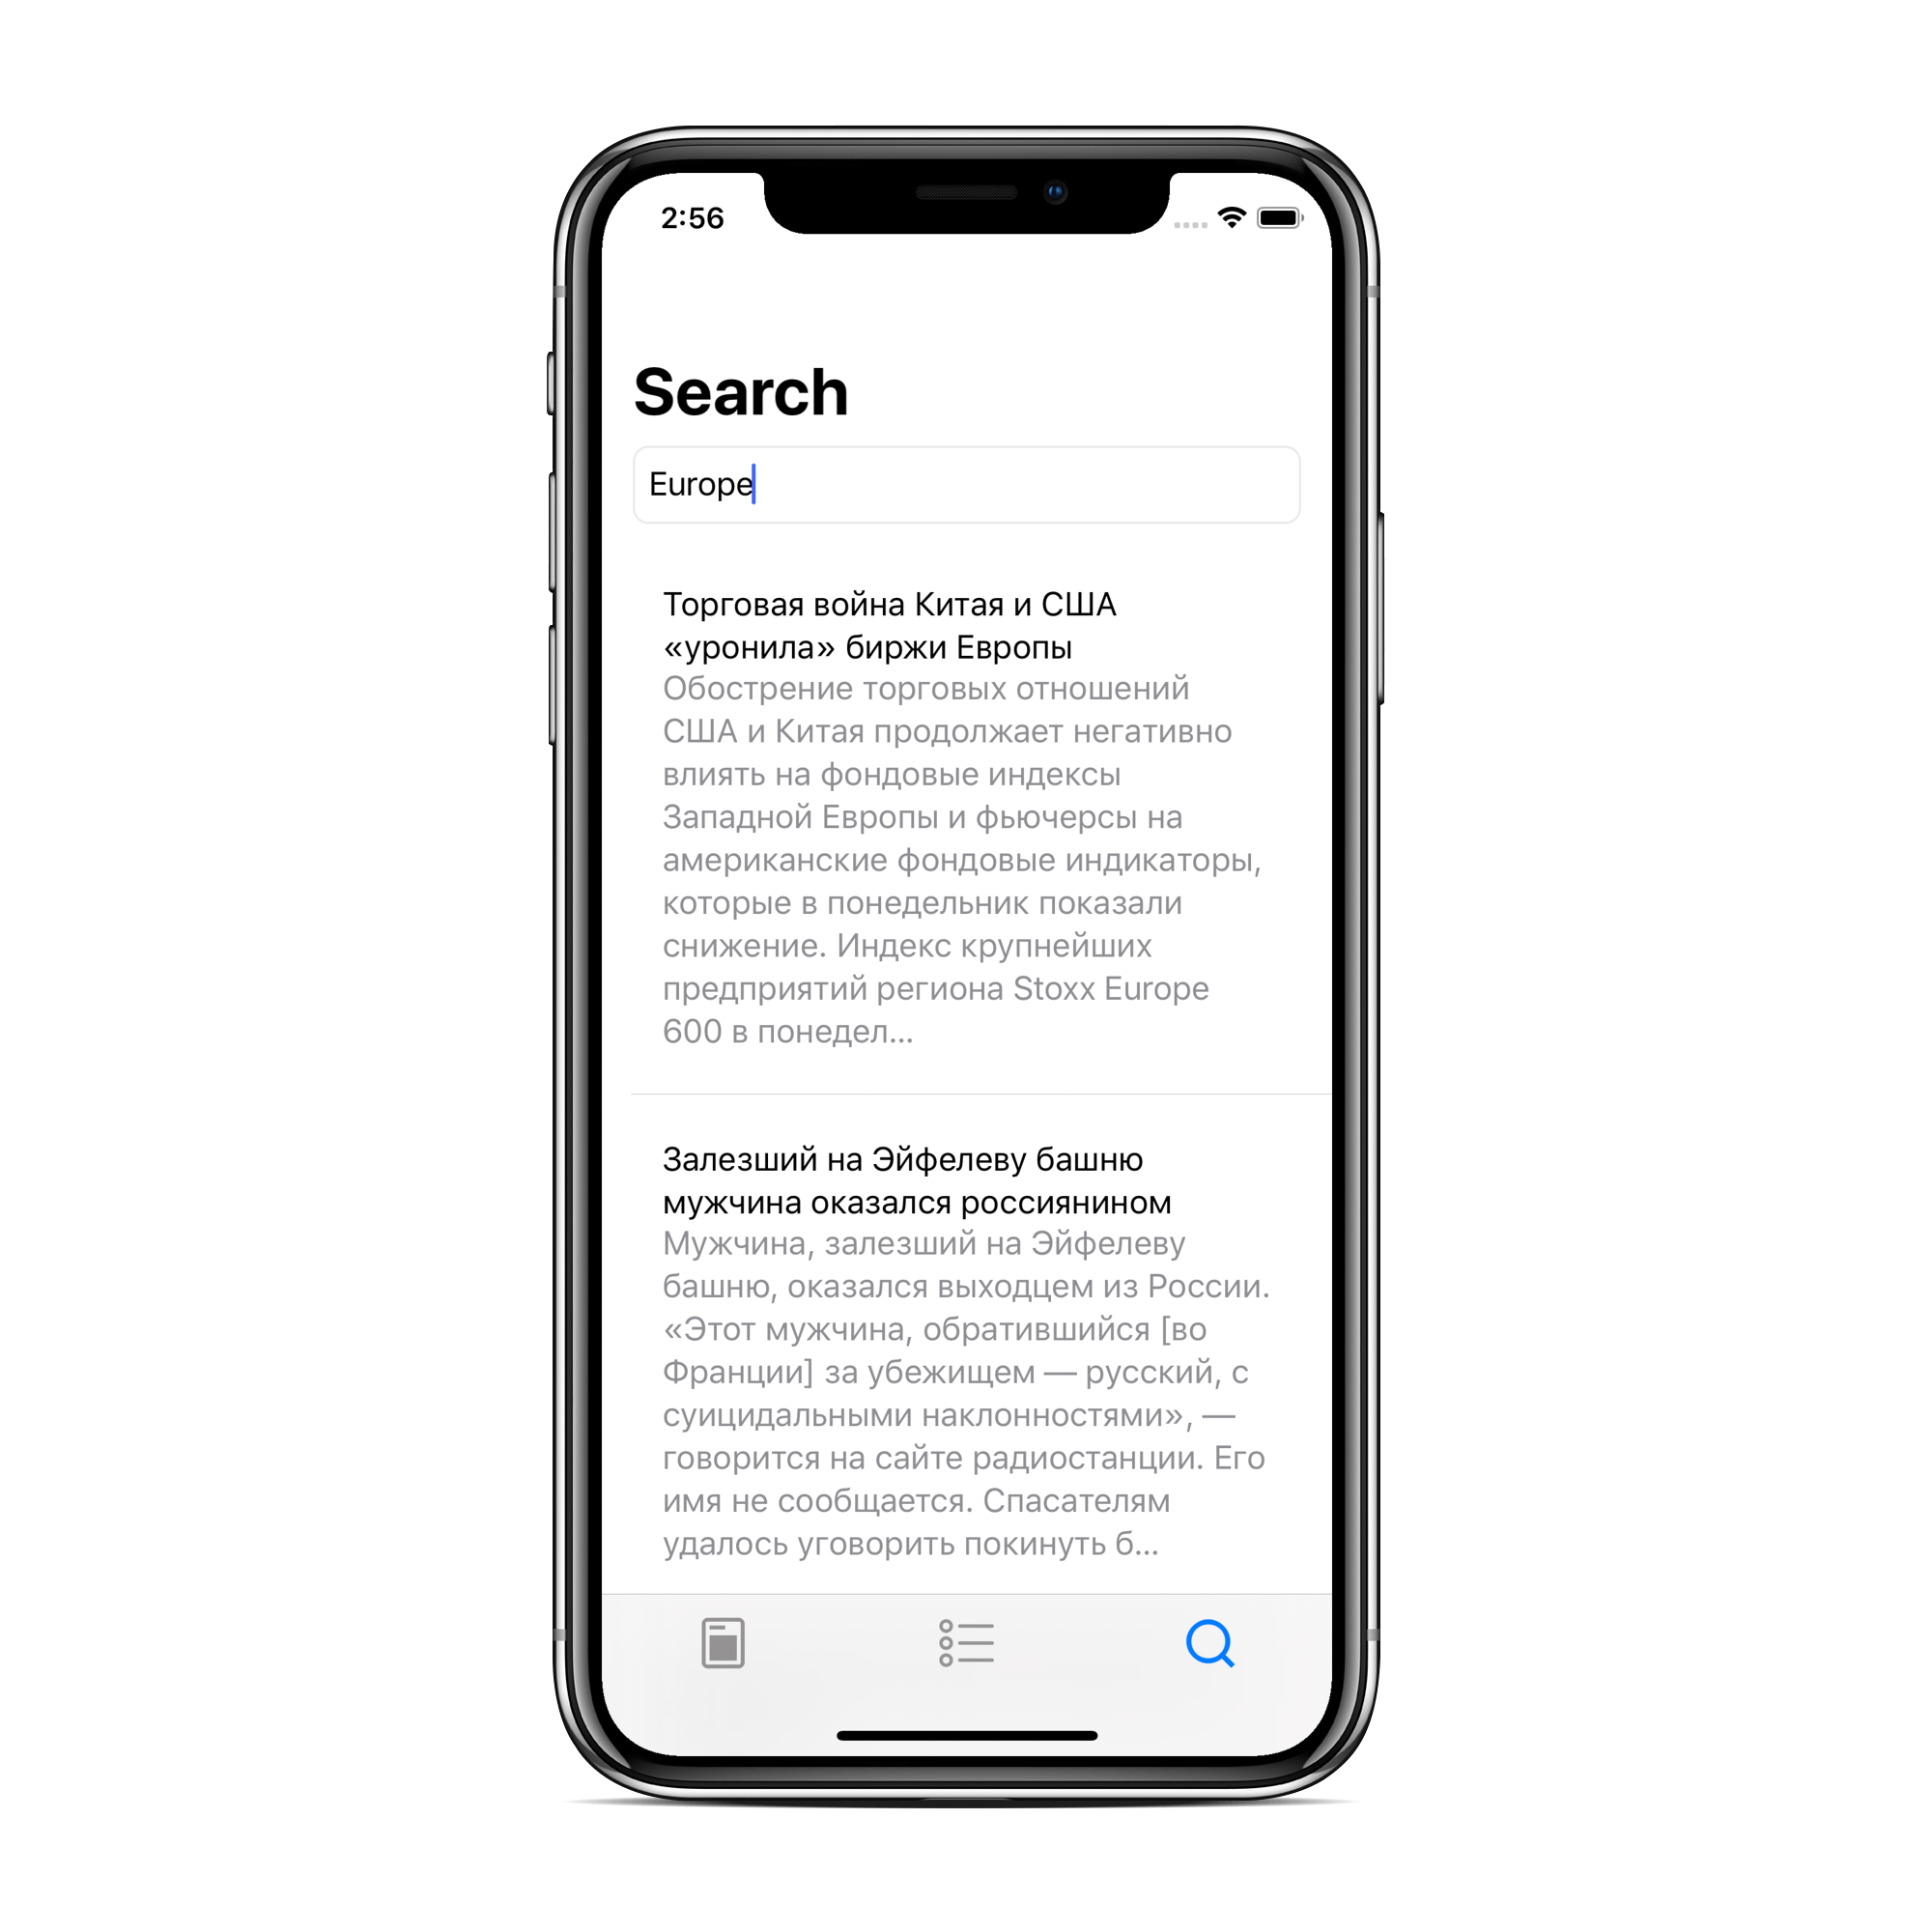 2:56
Search
Europe
Торговая война Китая и США
«уронила» биржи Европы
Обострение торговых отношений
США и Китая продолжает негативно
влиять на фондовые индексы
Западной Европы и фьючерсы на
американские фондовые индикаторы,
которые в понедельник показали
снижение. Индекс крупнейших
предприятий региона Stoxx Europe
600 в понедел...
Залезший на Эйфелеву башню
мужчина оказался россиянином
Мужчина, залезший на Эйфелеву
башню, оказался выходцем из России.
«Этот мужчина, обратившийся [во
Франции] за убежищем — русский, с
суицидальными наклонностями», —
говорится на сайте радиостанции. Его
имя не сообщается. Спасателям
удалось уговорить покинуть б...